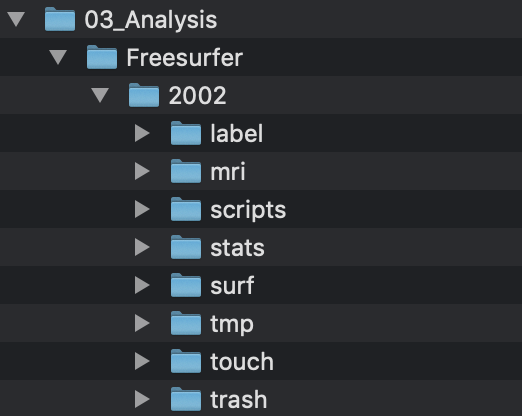 03_Analysis
Freesurfer
2002
label
mri
scripts
stats
surf
tmp
touch
trash